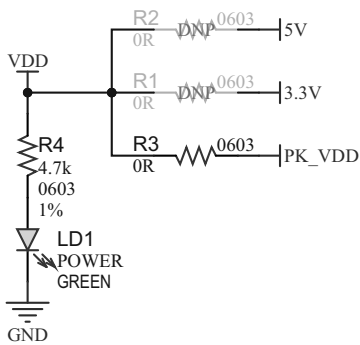 R2 DNP 0603 5V
0R
VDD
R1 DNP 0603 3.3V
0R
R3 0603 PK_VDD
0R
R4
4.7k
0603
1%
LD1
POWER
GREEN
GND